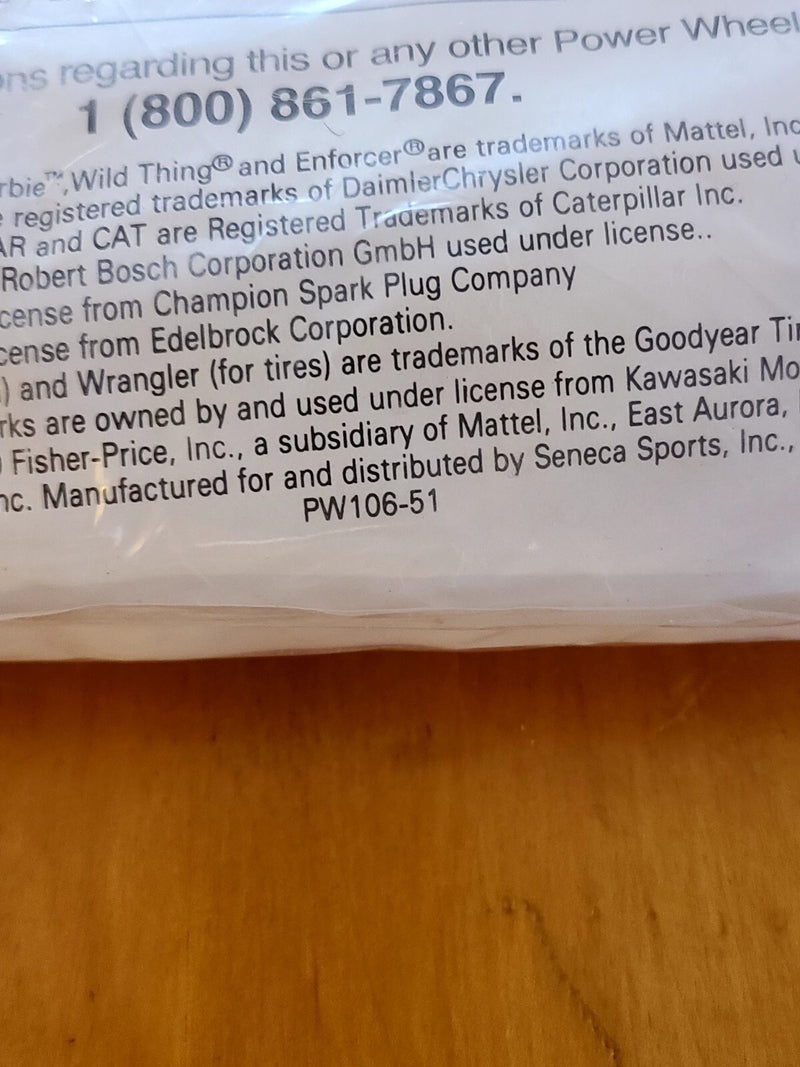 ns regarding this or any other Power Wheel
1 (800) 861-7867.
rbie™, Wild Thing® and Enforcer® are trademarks of Mattel, Inc
registered trademarks of DaimlerChrysler Corporation used u
AR and CAT are Registered Trademarks of Caterpillar Inc.
Robert Bosch Corporation GmbH used under license..
cense from Champion Spark Plug Company
cense from Edelbrock Corporation.
) and Wrangler (for tires) are trademarks of the Goodyear Tir
rks are owned by and used under license from Kawasaki Mo
Fisher-Price, Inc., a subsidiary of Mattel, Inc., East Aurora,
nc. Manufactured for and distributed by Seneca Sports, Inc.,
PW106-51